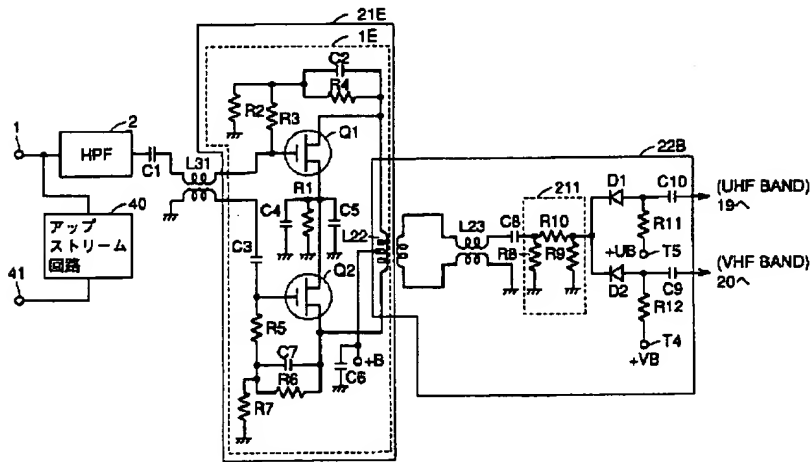 21E
1E
C2
R4
R2
R3
1
2
HPF
C1
L31
Q1
22B
40
アップ
ストリーム
回路
R1
C4
C5
L22
C3
Q2
41
R5
C7
R6
R7
C6
+B
L23
C8
211
R10
R8
R9
D1
C10
(UHF BAND)
19へ
R11
+UB
T5
D2
C9
(VHF BAND)
20へ
R12
T4
+VB